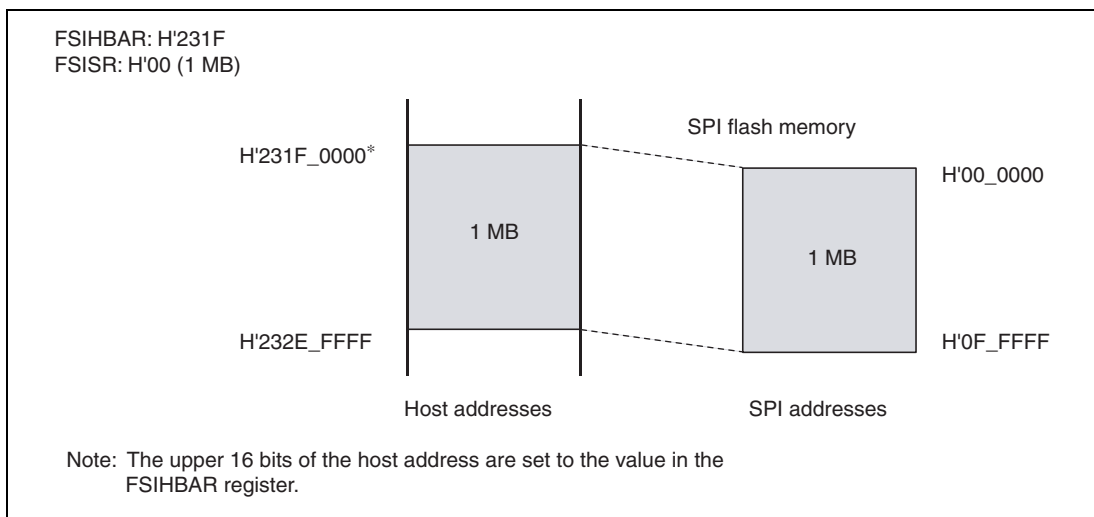 FSIHBAR: H'231F
FSISR: H'00 (1 MB)
SPI flash memory
H'231F_0000*
H'00_0000
1 MB
1 MB
H'232E_FFFF
H'0F_FFFF
Host addresses
SPI addresses
Note: The upper 16 bits of the host address are set to the value in the
FSIHBAR register.